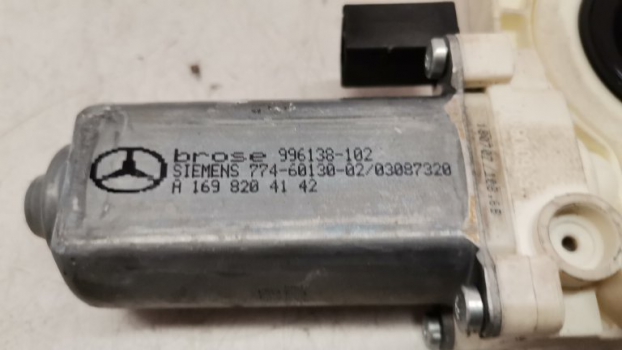 brose 996138-102
SIEMENS 774-60130-02/03087320
A 169 820 41 42